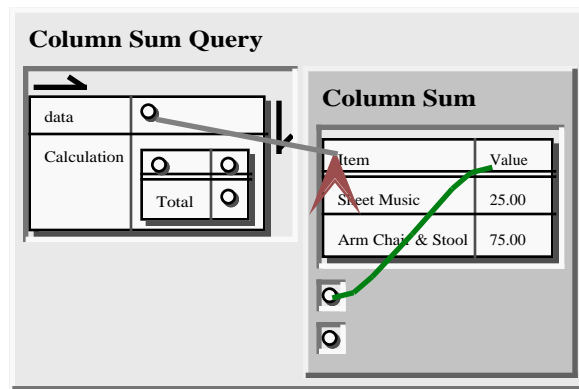 Column Sum Query
data
Calculation
Total
Column Sum
Item Value
Sheet Music 25.00
Arm Chair & Stool 75.00